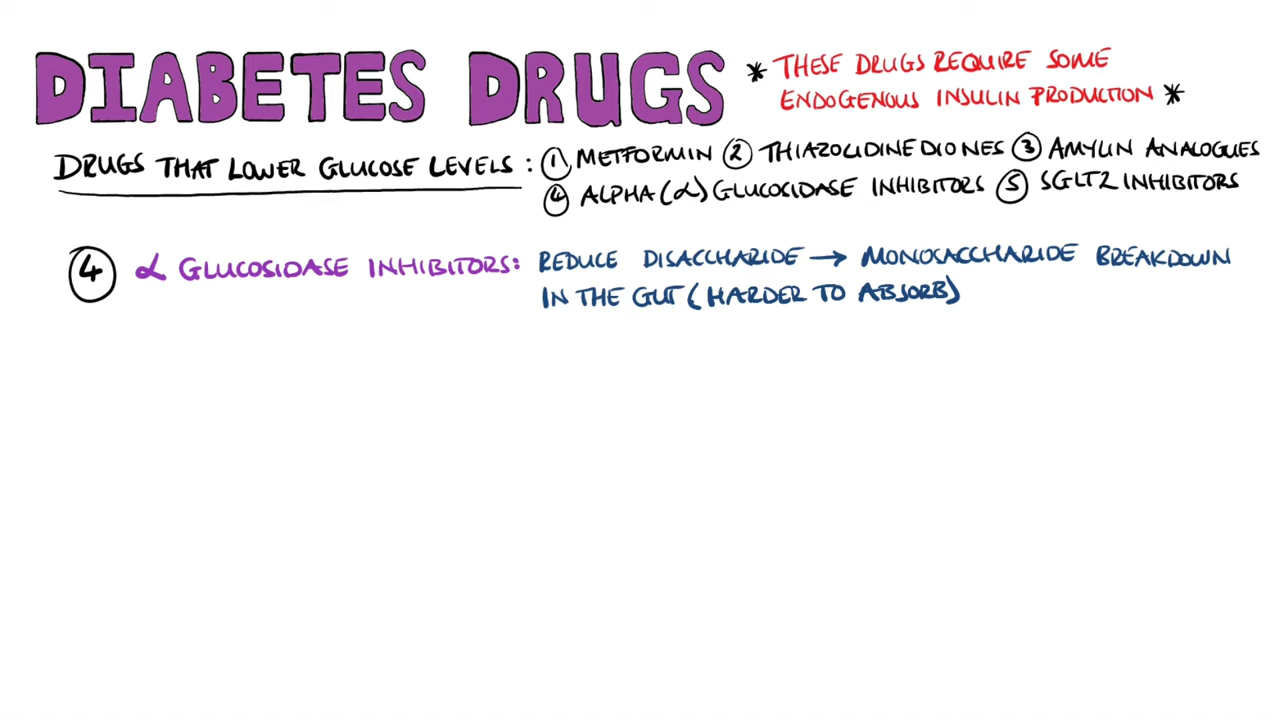 DIABETES DRUGS
* THESE DRUGS REQUIRE SOME
ENDOGENOUS INSULIN PRODUCTION *
DRUGS THAT LOWER GLUCOSE LEVELS : ① METFORMIN ② THIAZOLIDINEDIONES ③ AMYLIN ANALOGUES
④ ALPHA (α) GLUCOSIDASE INHIBITORS ⑤ SGLT2 INHIBITORS
④ α GLUCOSIDASE INHIBITORS: REDUCE DISACCHARIDE → MONOSACCHARIDE BREAKDOWN
IN THE GUT (HARDER TO ABSORB)